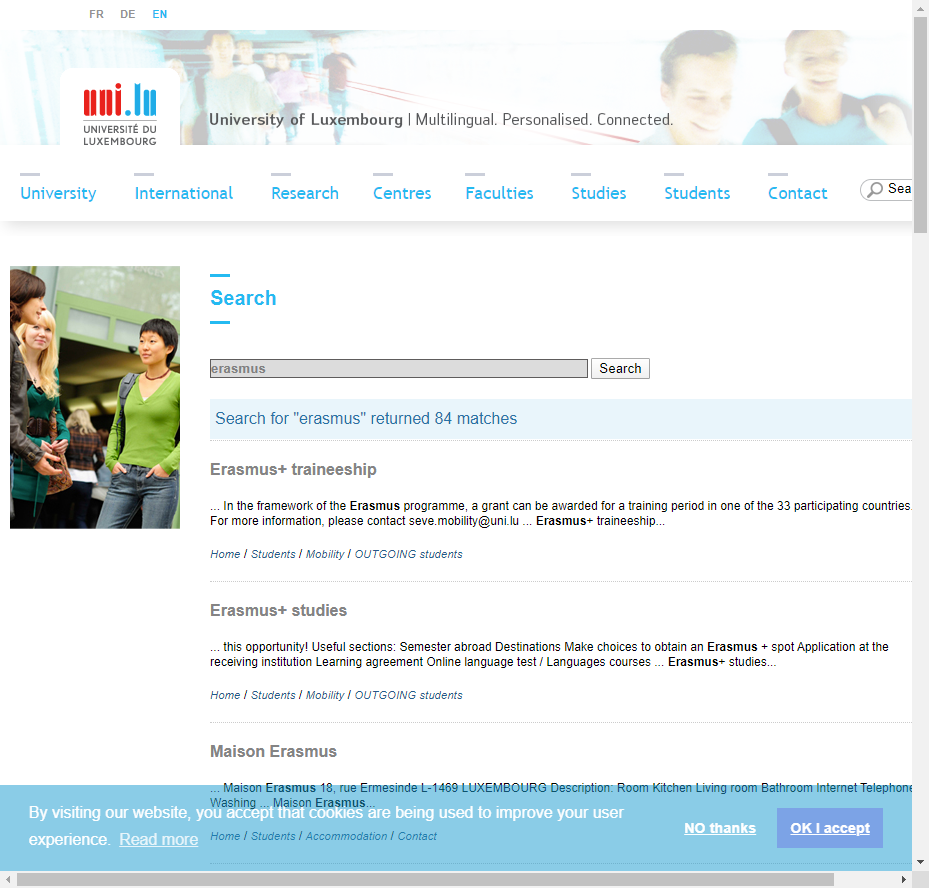 FR DE EN
uni.lu
UNIVERSITÉ DU
LUXEMBOURG
University of Luxembourg | Multilingual. Personalised. Connected.
University International Research Centres Faculties Studies Students Contact Sea
Search
erasmus Search
Search for "erasmus" returned 84 matches
Erasmus+ traineeship
... In the framework of the Erasmus programme, a grant can be awarded for a training period in one of the 33 participating countries.
For more information, please contact seve.mobility@uni.lu ... Erasmus+ traineeship...
Home / Students / Mobility / OUTGOING students
Erasmus+ studies
... this opportunity! Useful sections: Semester abroad Destinations Make choices to obtain an Erasmus + spot Application at the
receiving institution Learning agreement Online language test / Languages courses ... Erasmus+ studies...
Home / Students / Mobility / OUTGOING students
Maison Erasmus
... Maison Erasmus 18, rue Ermesinde L-1469 LUXEMBOURG Description: Room Kitchen Living room Bathroom Internet Telephone
Washing ... Maison Erasmus...
Home / Students / Accommodation / Contact
By visiting our website, you accept that cookies are being used to improve your user
experience. Read more
NO thanks OK I accept